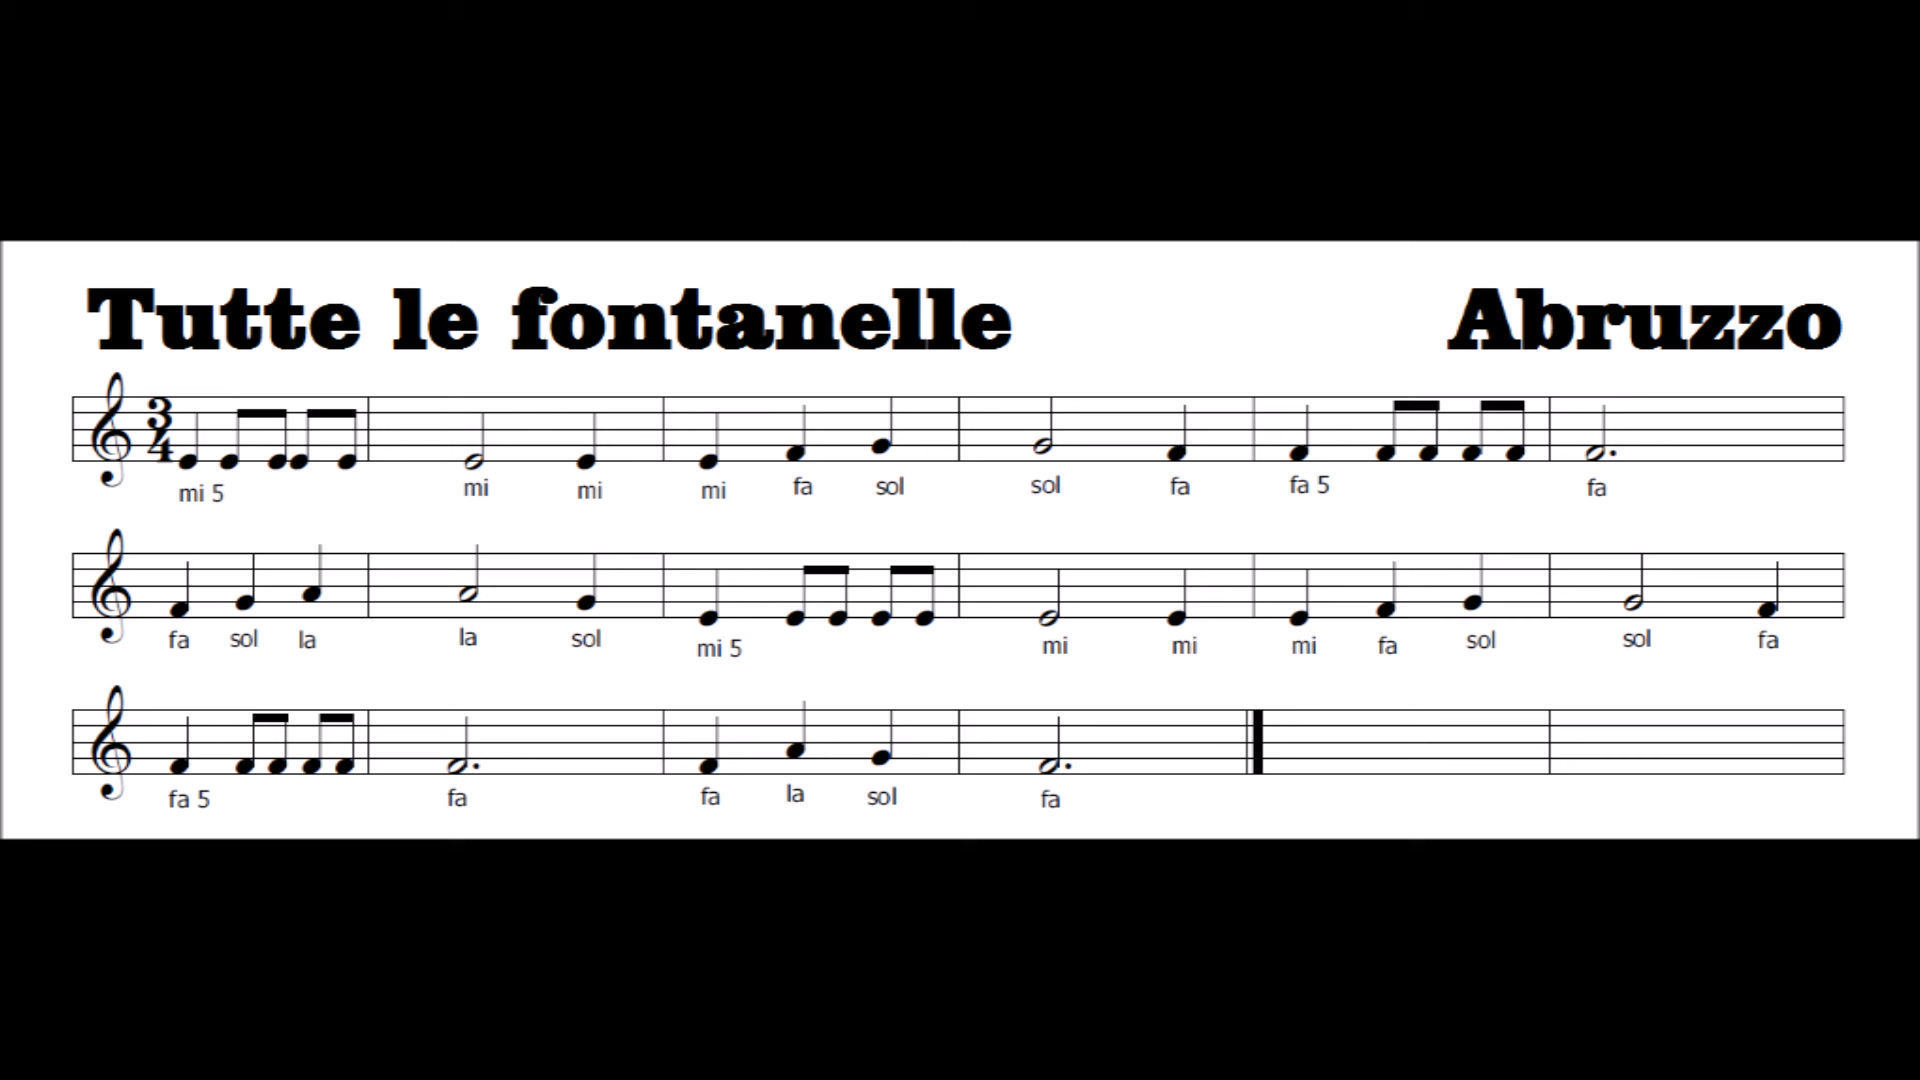 Tutte le fontanelle Abruzzo
3
4
mi 5 mi mi mi fa sol sol fa fa 5 fa
fa sol la la sol mi 5 mi mi mi fa sol sol fa
fa 5 fa fa la sol fa